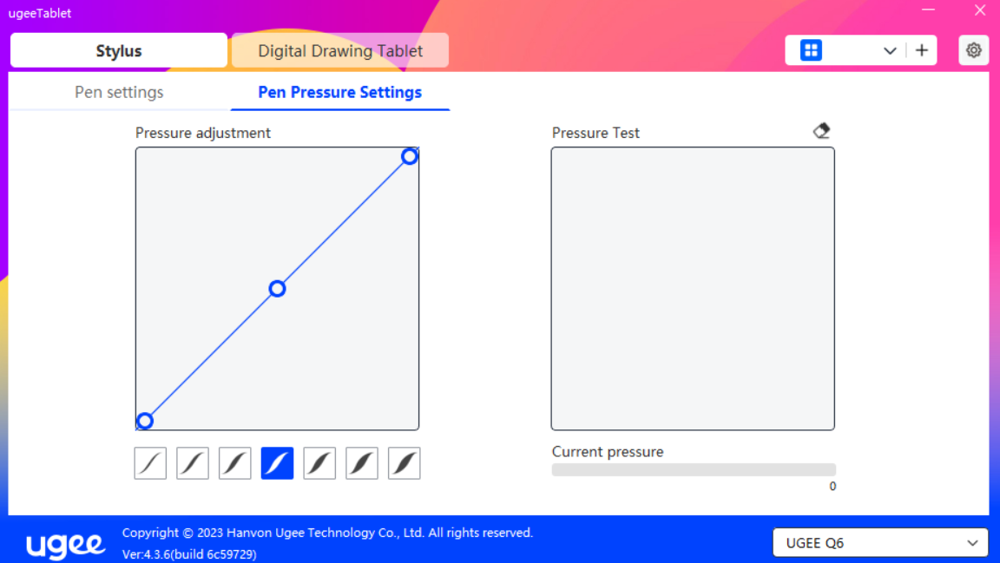 ugeeTablet
Stylus
Digital Drawing Tablet
Pen settings
Pen Pressure Settings
Pressure adjustment
Pressure Test
Current pressure
0
ugee
Copyright © 2023 Hanvon Ugee Technology Co., Ltd. All rights reserved.
Ver:4.3.6(build 6c59729)
UGEE Q6